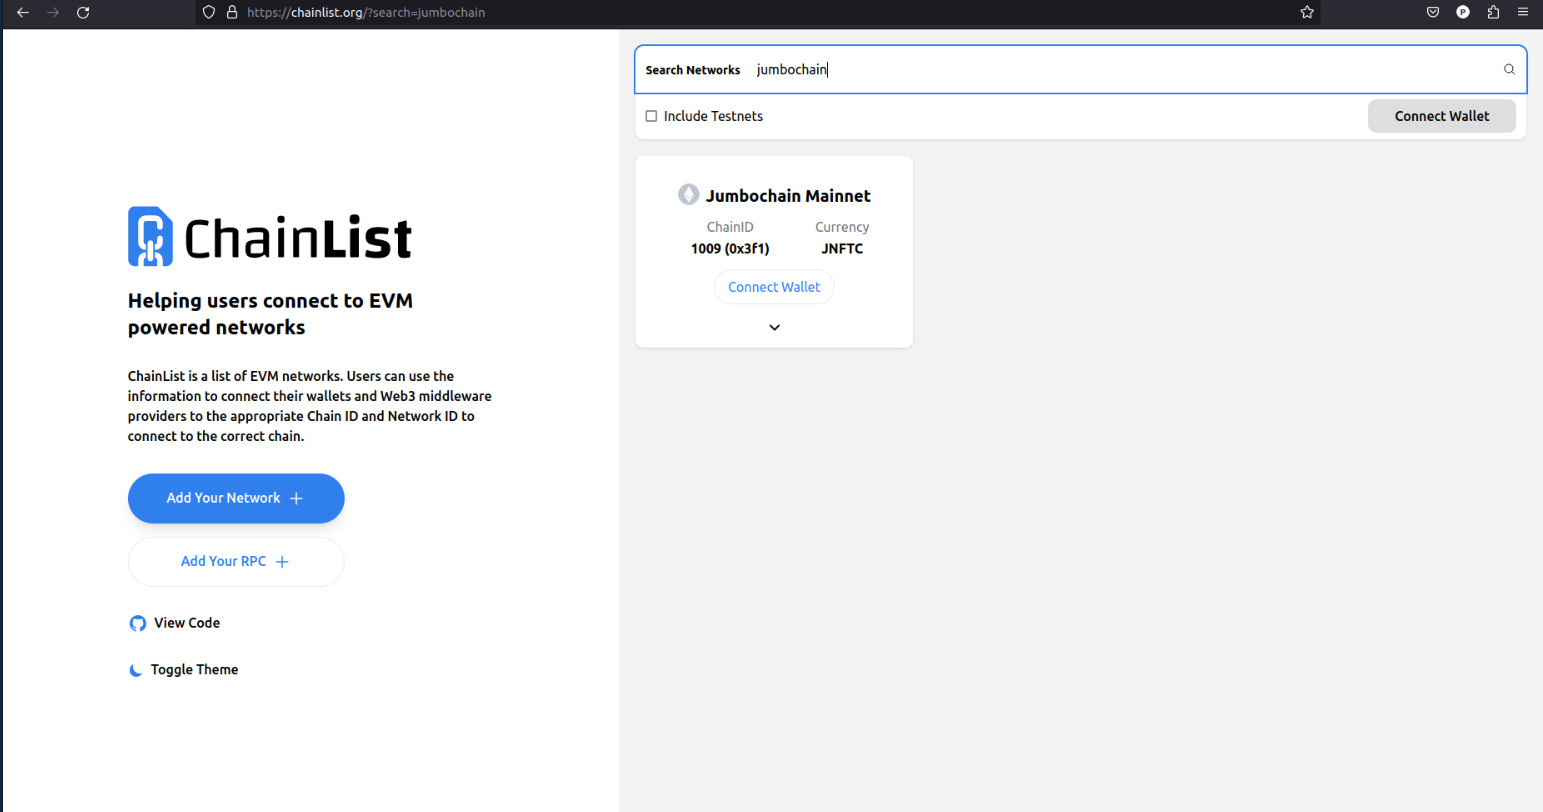 https://chainlist.org/?search=jumbochain
P
ChainList
Helping users connect to EVM
powered networks
ChainList is a list of EVM networks. Users can use the
information to connect their wallets and Web3 middleware
providers to the appropriate Chain ID and Network ID to
connect to the correct chain.
Add Your Network
Add Your RPC
View Code
Toggle Theme
Search Networks jumbochain
Include Testnets
Connect Wallet
Jumbochain Mainnet
ChainID Currency
1009 (0x3f1) JNFTC
Connect Wallet